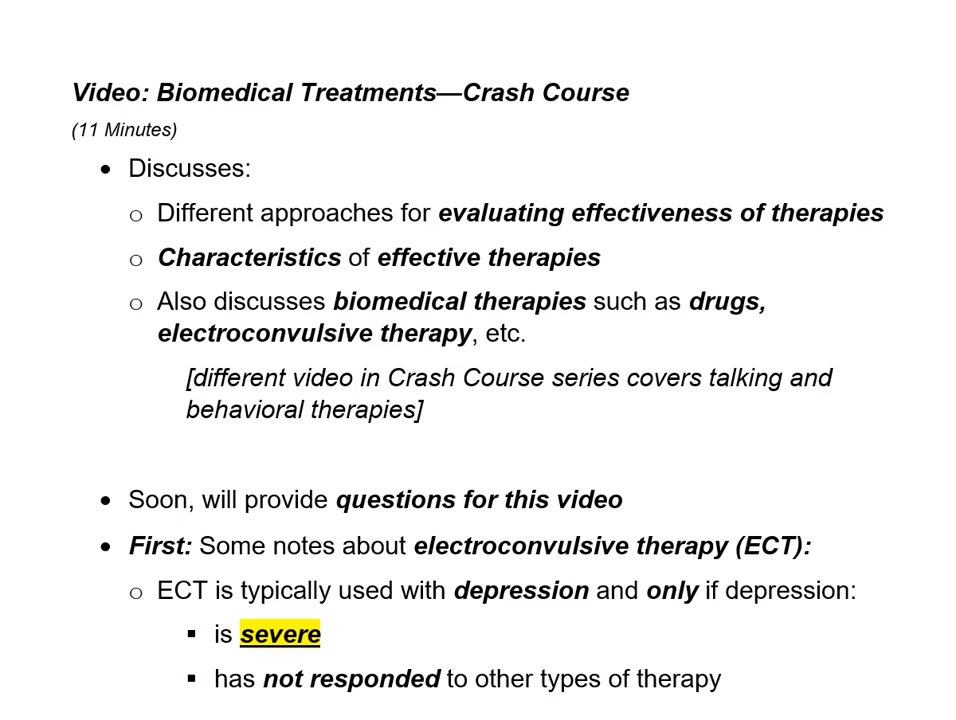 Video: Biomedical Treatments—Crash Course
(11 Minutes)
• Discusses:
o Different approaches for evaluating effectiveness of therapies
o Characteristics of effective therapies
o Also discusses biomedical therapies such as drugs,
electroconvulsive therapy, etc.
[different video in Crash Course series covers talking and
behavioral therapies]
• Soon, will provide questions for this video
• First: Some notes about electroconvulsive therapy (ECT):
o ECT is typically used with depression and only if depression:
▪ is severe
▪ has not responded to other types of therapy